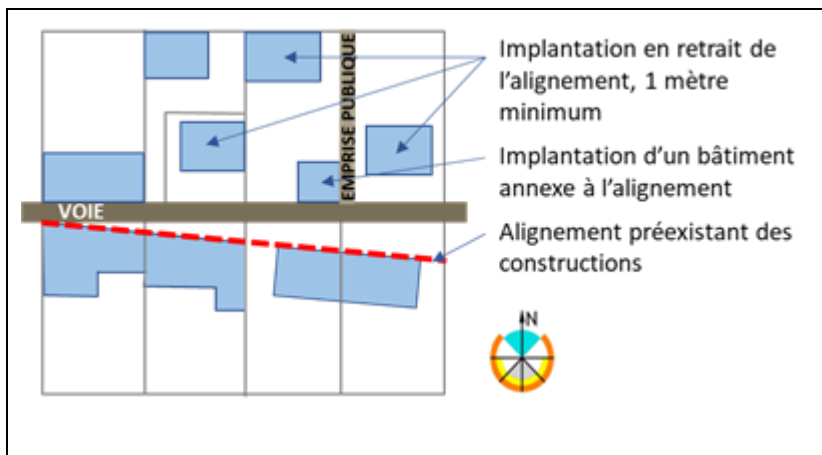 Implantation en retrait de
l'alignement, 1 mètre
minimum
EMPRISE PUBLIQUE
Implantation d'un bâtiment
annexe à l'alignement
VOIE
Alignement préexistant des
constructions
N